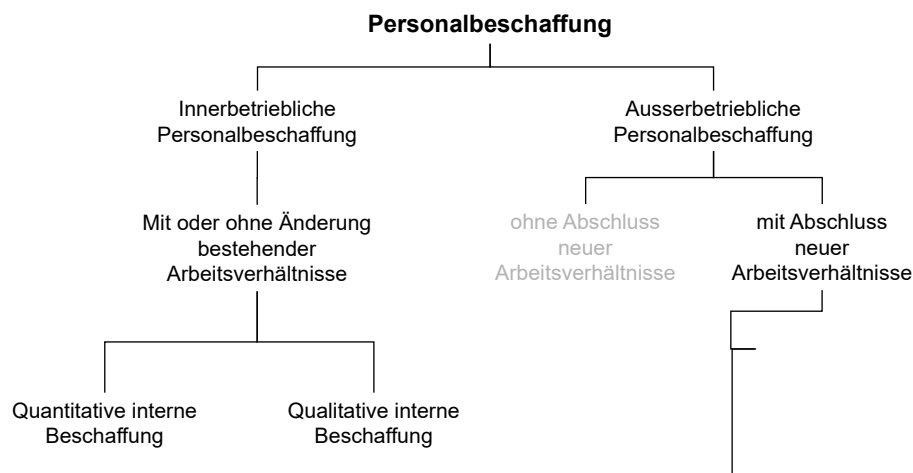 Personalbeschaffung
Innerbetriebliche
Personalbeschaffung
Ausserbetriebliche
Personalbeschaffung
Mit oder ohne Änderung
bestehender
Arbeitsverhältnisse
ohne Abschluss
neuer
Arbeitsverhältnisse
mit Abschluss
neuer
Arbeitsverhältnisse
Quantitative interne
Beschaffung
Qualitative interne
Beschaffung